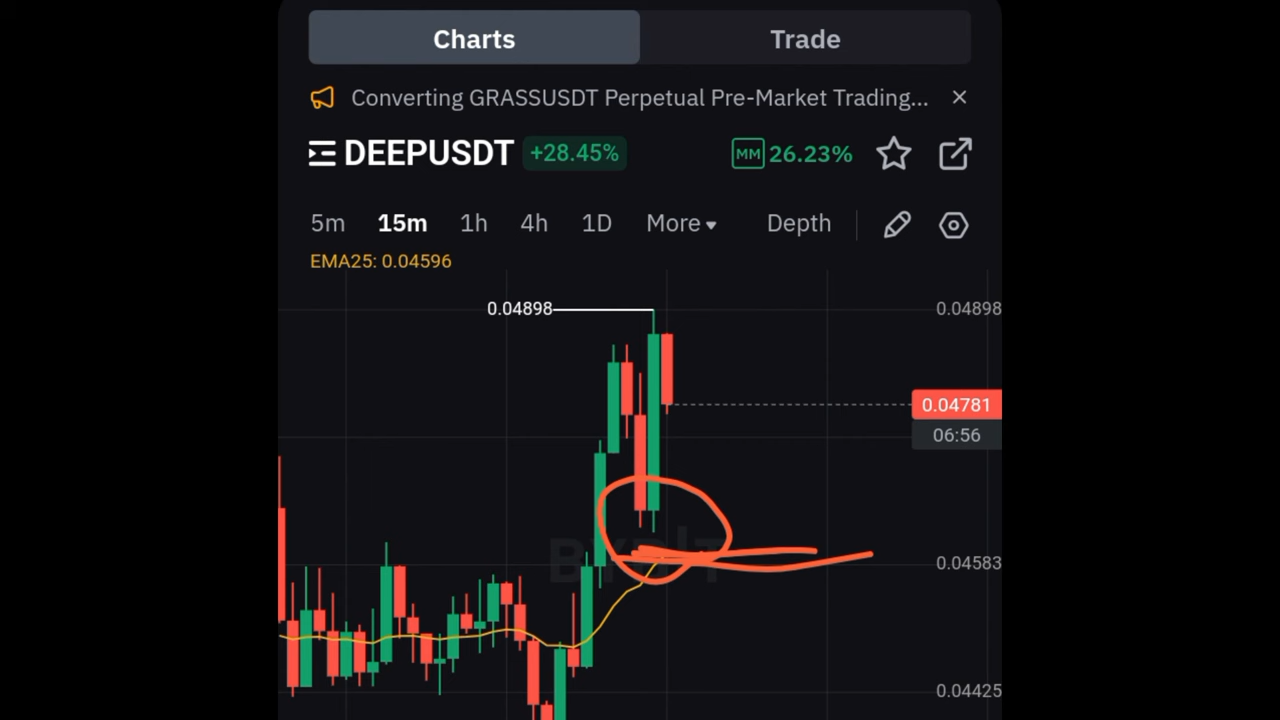 Charts Trade
Converting GRASSUSDT Perpetual Pre-Market Trading...
DEEPUSDT +28.45% MM 26.23%
5m 15m 1h 4h 1D More Depth
EMA25: 0.04596
0.04898 0.04898
0.04781
06:56
BYBIT
0.04583
0.04425